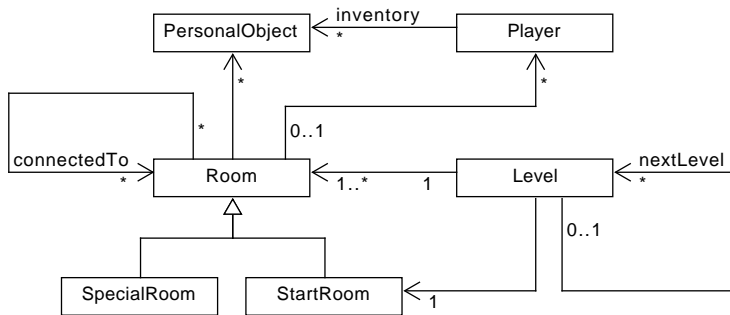 inventory
PersonalObject
Player
*
*
*
*
0..1
connectedTo
nextLevel
Room
Level
*
1..*
1
*
0..1
SpecialRoom
StartRoom
1